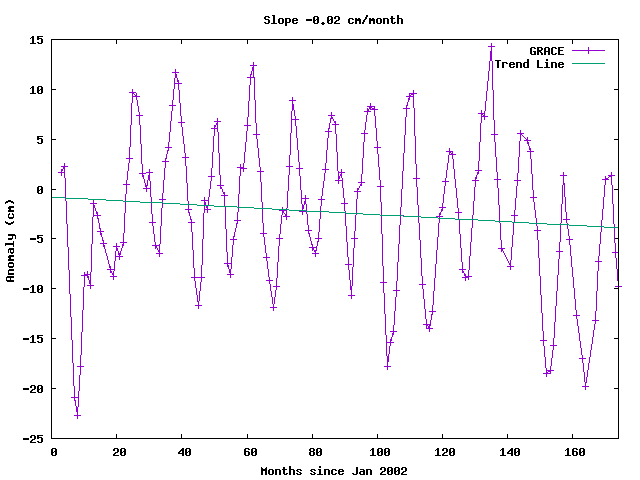 Slope -0.02 cm/month
GRACE
Trend Line
15
10
5
0
-5
-10
-15
-20
-25
Anomaly (cm)
0 20 40 60 80 100 120 140 160
Months since Jan 2002